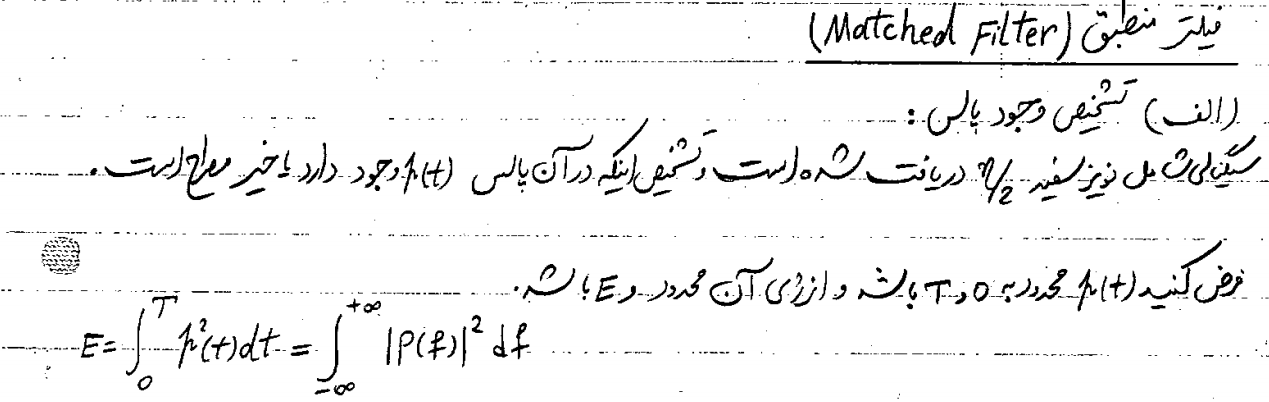 فیلتر منطبق (Matched Filter)
(الف) تشخیص وجود پالس :
سیگنالی شامل نویز سفید η/2 دریافت شده است و تشخیص اینکه در آن پالس p(t) وجود دارد یا خیر مطرح است.
فرض کنید p(t) محدود به 0 و T باشد و انرژی آن محدود و E باشد.
E = ∫₀ᵀ p²(t)dt = ∫₋∞⁺∞ |P(f)|² df